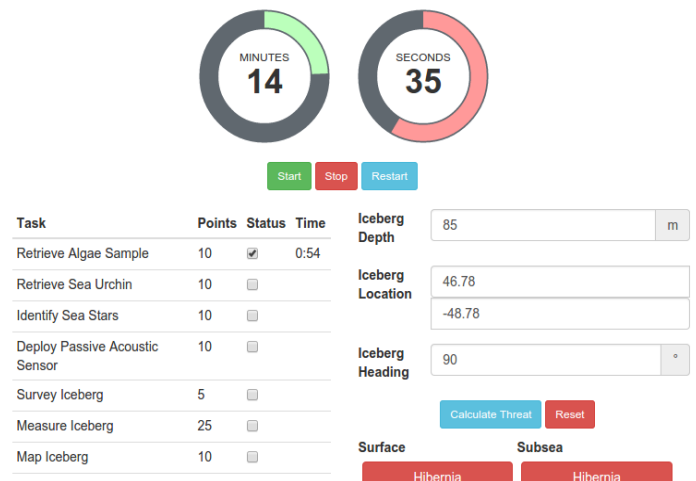 MINUTES
14
SECONDS
35
Start Stop Restart
Task Points Status Time
Retrieve Algae Sample 10 0:54
Retrieve Sea Urchin 10
Identify Sea Stars 10
Deploy Passive Acoustic
Sensor 10
Survey Iceberg 5
Measure Iceberg 25
Map Iceberg 10
Iceberg
Depth
85 m
Iceberg
Location
46.78
-48.78
Iceberg
Heading
90 °
Calculate Threat Reset
Surface Subsea
Hibernia Hibernia